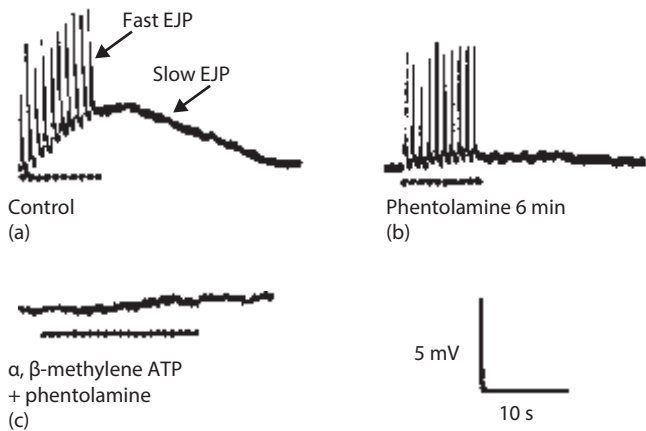 Fast EJP
Slow EJP
Control
(a)
Phentolamine 6 min
(b)
α, β-methylene ATP
+ phentolamine
(c)
5 mV
10 s